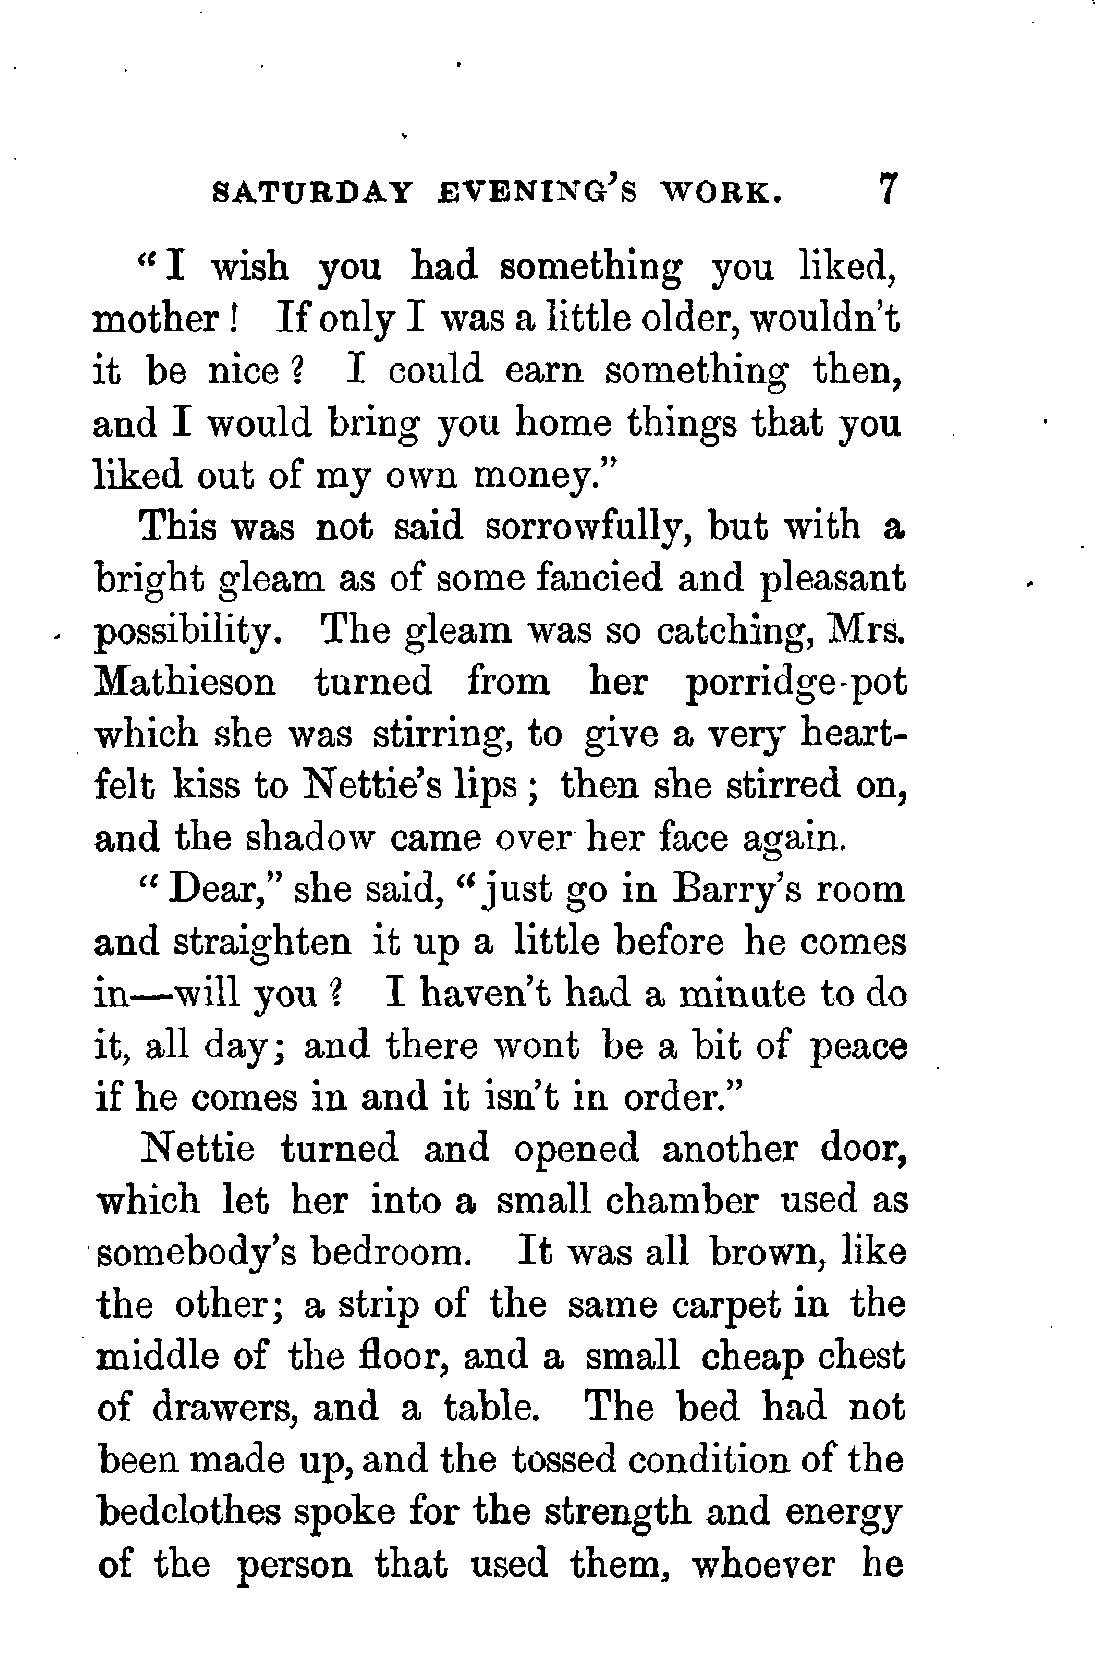 SATURDAY EVENING'S WORK. 7
"I wish you had something you liked,
mother! If only I was a little older, wouldn't
it be nice? I could earn something then,
and I would bring you home things that you
liked out of my own money."
This was not said sorrowfully, but with a
bright gleam as of some fancied and pleasant
possibility. The gleam was so catching, Mrs.
Mathieson turned from her porridge-pot
which she was stirring, to give a very heart-
felt kiss to Nettie's lips; then she stirred on,
and the shadow came over her face again.
"Dear," she said, "just go in Barry's room
and straighten it up a little before he comes
in—will you? I haven't had a minute to do
it, all day; and there wont be a bit of peace
if he comes in and it isn't in order."
Nettie turned and opened another door,
which let her into a small chamber used as
somebody's bedroom. It was all brown, like
the other; a strip of the same carpet in the
middle of the floor, and a small cheap chest
of drawers, and a table. The bed had not
been made up, and the tossed condition of the
bedclothes spoke for the strength and energy
of the person that used them, whoever he